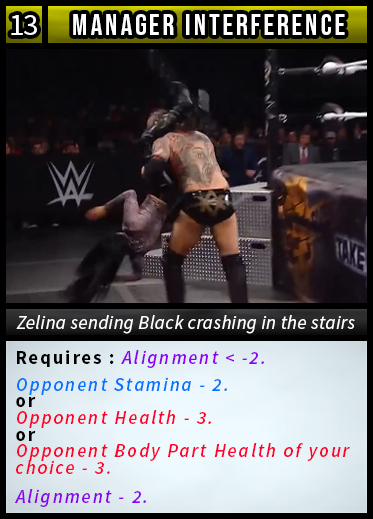 13 MANAGER INTERFERENCE
W
TAKE
Zelina sending Black crashing in the stairs
Requires : Alignment < -2.
Opponent Stamina - 2.
or
Opponent Health - 3.
or
Opponent Body Part Health of your
choice - 3.
Alignment - 2.